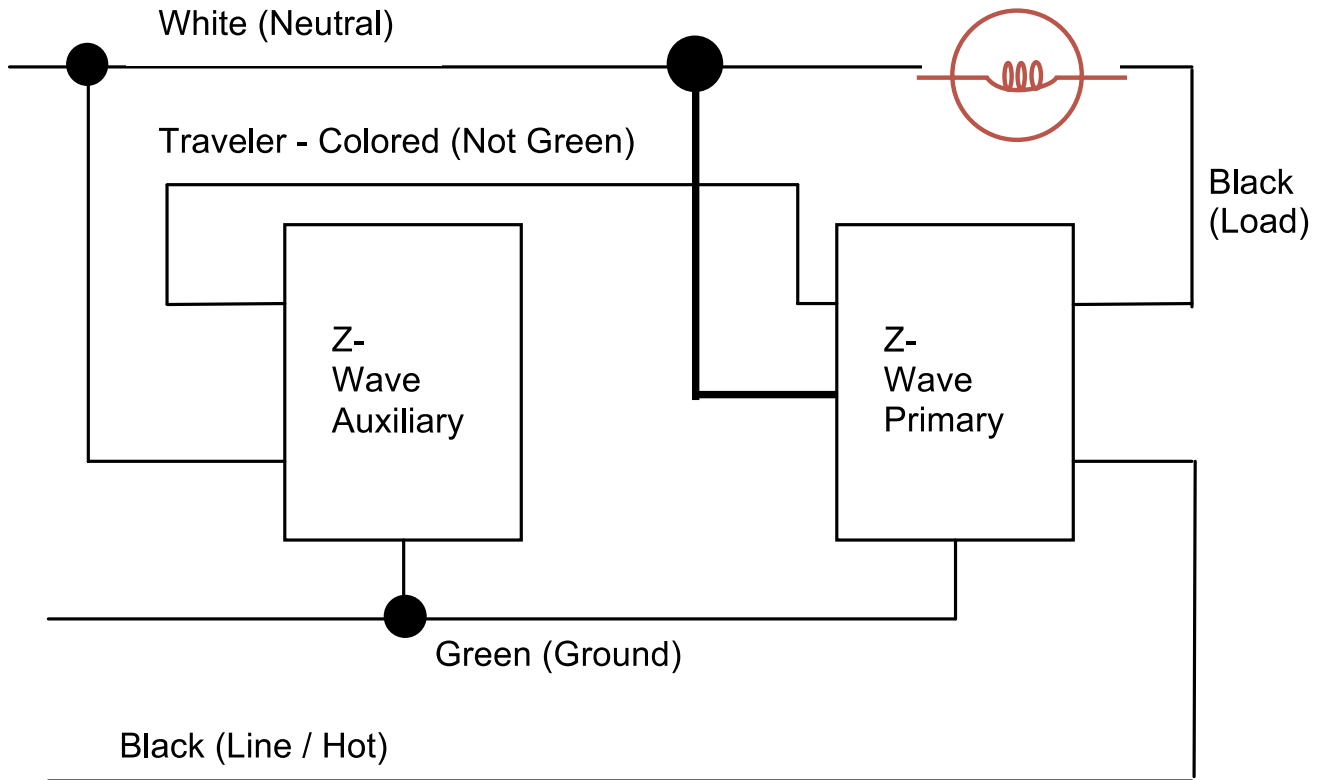 White (Neutral)
Traveler - Colored (Not Green)
Black
(Load)
Z-
Wave
Auxiliary
Z-
Wave
Primary
Green (Ground)
Black (Line / Hot)